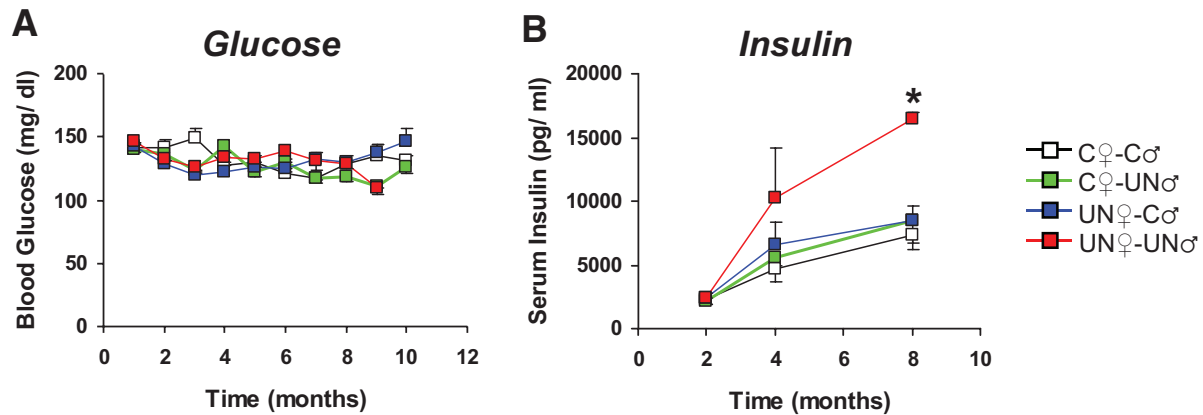 A
Glucose
Blood Glucose (mg/ dl)
200
150
100
50
0
0 2 4 6 8 10 12
Time (months)
B
Insulin
Serum Insulin (pg/ ml)
20000
15000
10000
5000
0
0 2 4 6 8 10
Time (months)
*
C♀-C♂
C♀-UN♂
UN♀-C♂
UN♀-UN♂